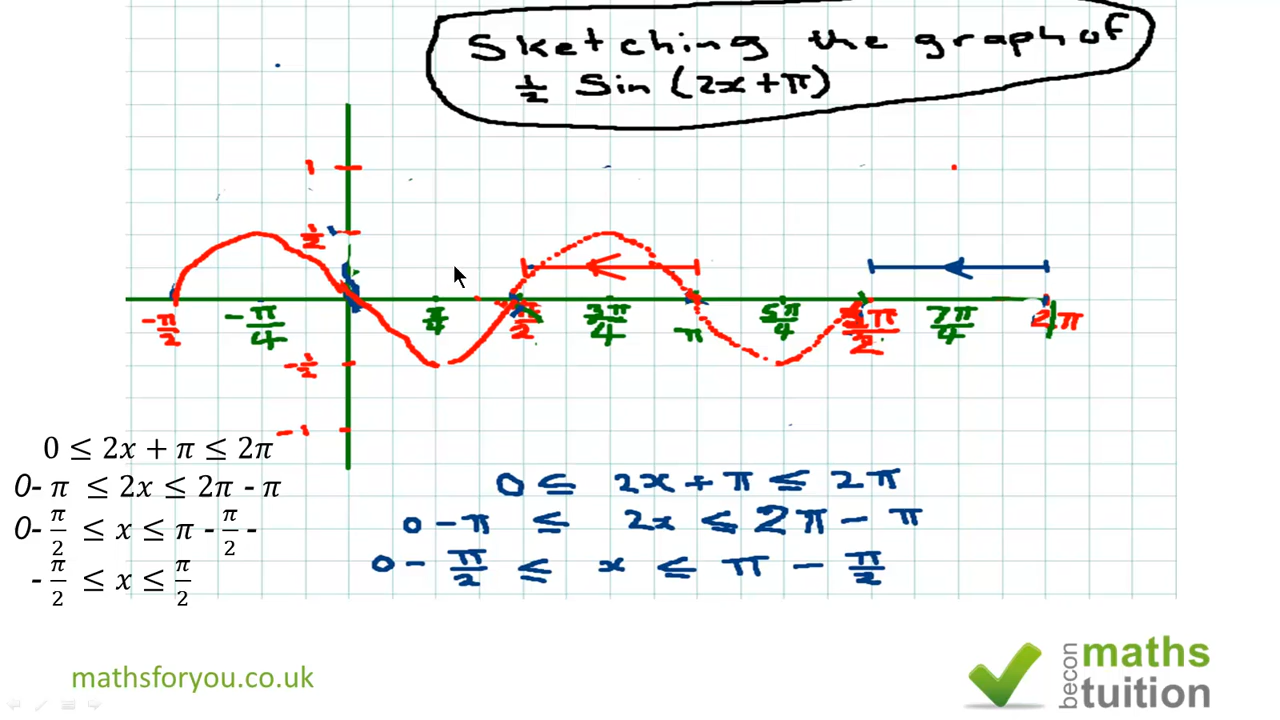 Sketching the graph of
½ Sin (2x+π)
1
½
-π/2
-π/4
π/4
π/2
3π/4
π
5π/4
3π/2
7π/4
2π
-½
-1
0 ≤ 2x + π ≤ 2π
0- π ≤ 2x ≤ 2π - π
0- π/2 ≤ x ≤ π - π/2 -
- π/2 ≤ x ≤ π/2
0 ≤ 2x + π ≤ 2π
0 - π ≤ 2x ≤ 2π - π
0 - π/2 ≤ x ≤ π - π/2
mathsforyou.co.uk
becon
maths
tuition